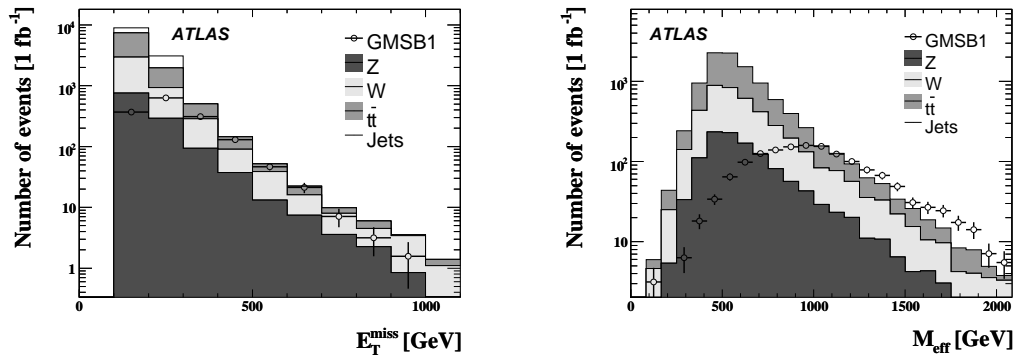 Number of events [1 fb⁻¹]
10⁴
10³
10²
10
1
ATLAS
GMSB1
Z
W
tt̄
Jets
0
500
1000
E_T^miss [GeV]
Number of events [1 fb⁻¹]
10³
10²
10
ATLAS
GMSB1
Z
W
tt̄
Jets
0
500
1000
1500
2000
M_eff [GeV]